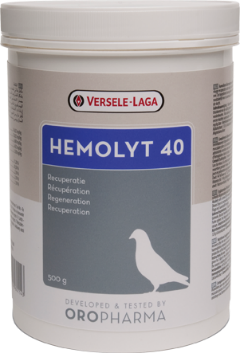 VERSELE-LAGA
HEMOLYT 40
Recuperatie
Récupération
Regeneration
Recuperation
500 g
DEVELOPED & TESTED BY
OROPHARMA